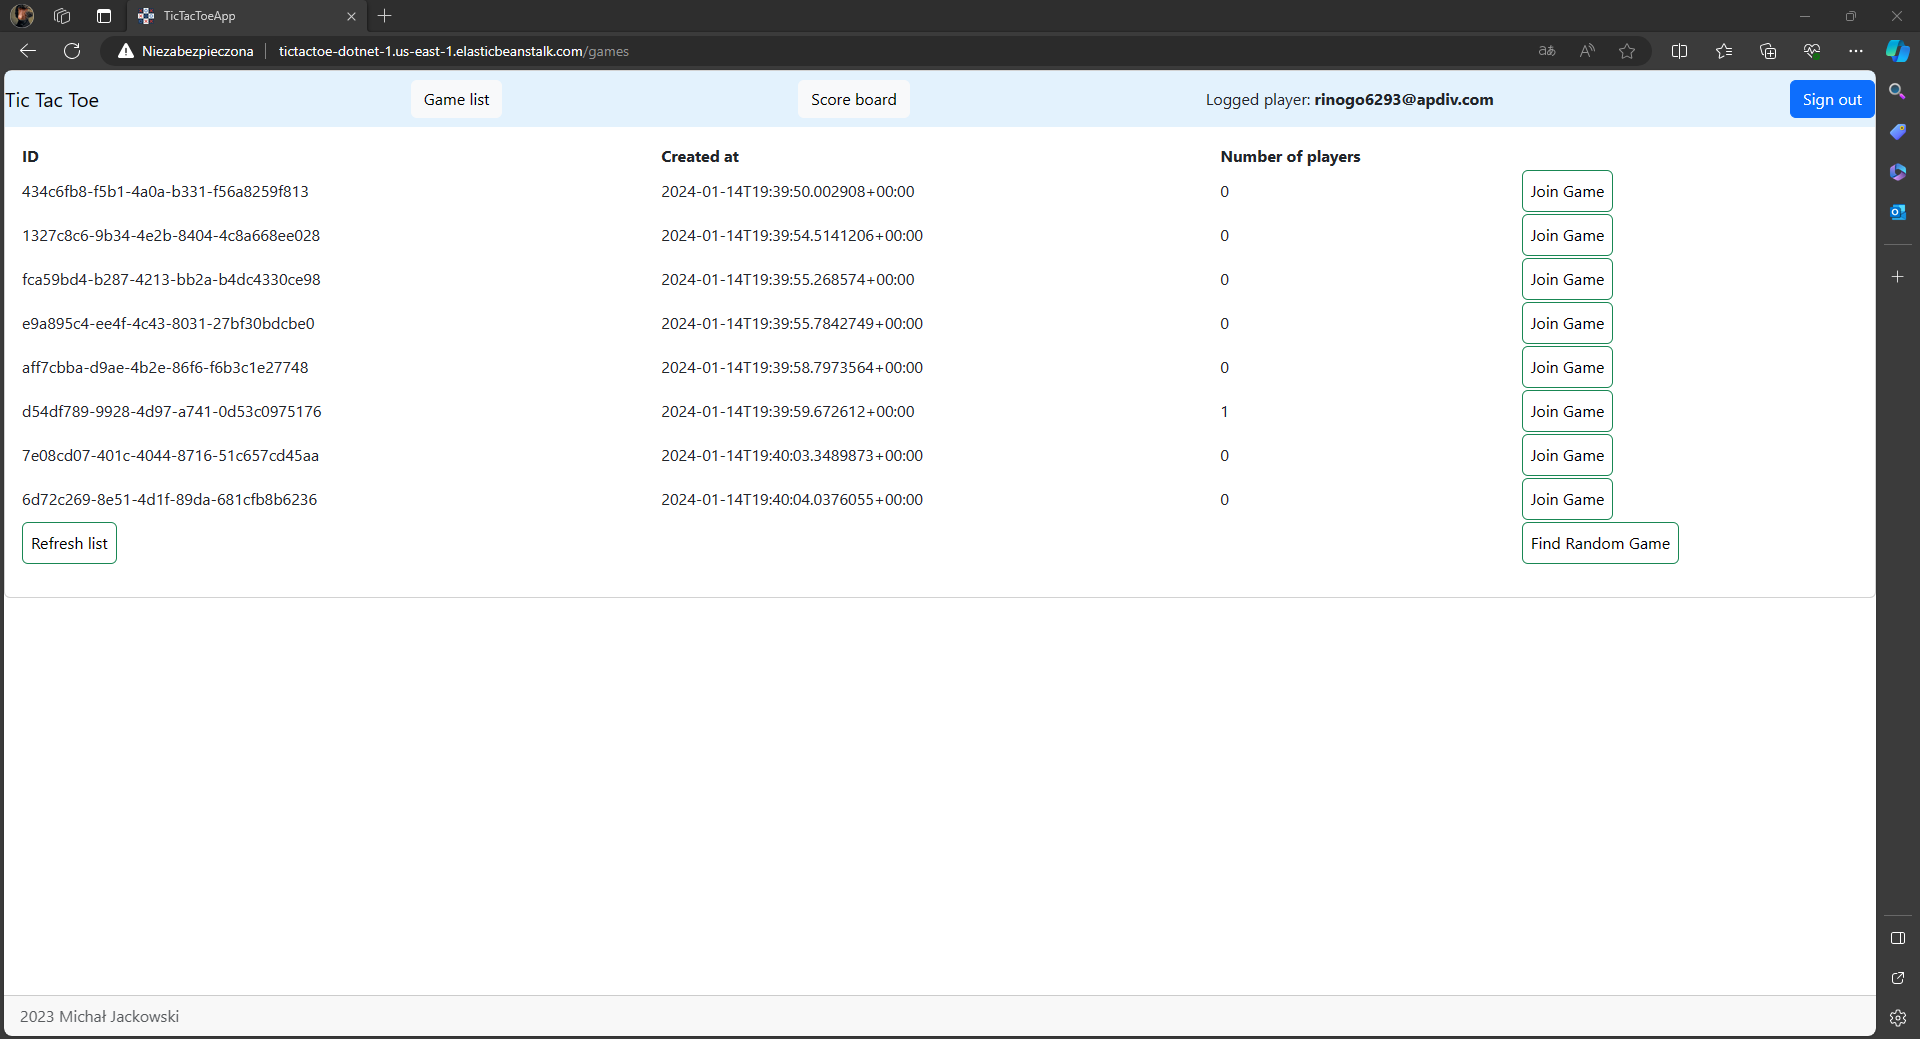 TicTacToeApp
Niezabezpieczona tictactoe-dotnet-1.us-east-1.elasticbeanstalk.com/games
Tic Tac Toe Game list Score board Logged player: rinogo6293@apdiv.com Sign out
ID Created at Number of players
434c6fb8-f5b1-4a0a-b331-f56a8259f813 2024-01-14T19:39:50.002908+00:00 0 Join Game
1327c8c6-9b34-4e2b-8404-4c8a668ee028 2024-01-14T19:39:54.5141206+00:00 0 Join Game
fca59bd4-b287-4213-bb2a-b4dc4330ce98 2024-01-14T19:39:55.268574+00:00 0 Join Game
e9a895c4-ee4f-4c43-8031-27bf30bdcbe0 2024-01-14T19:39:55.7842749+00:00 0 Join Game
aff7cbba-d9ae-4b2e-86f6-f6b3c1e27748 2024-01-14T19:39:58.7973564+00:00 0 Join Game
d54df789-9928-4d97-a741-0d53c0975176 2024-01-14T19:39:59.672612+00:00 1 Join Game
7e08cd07-401c-4044-8716-51c657cd45aa 2024-01-14T19:40:03.3489873+00:00 0 Join Game
6d72c269-8e51-4d1f-89da-681cfb8b6236 2024-01-14T19:40:04.0376055+00:00 0 Join Game
Refresh list Find Random Game
2023 Michał Jackowski